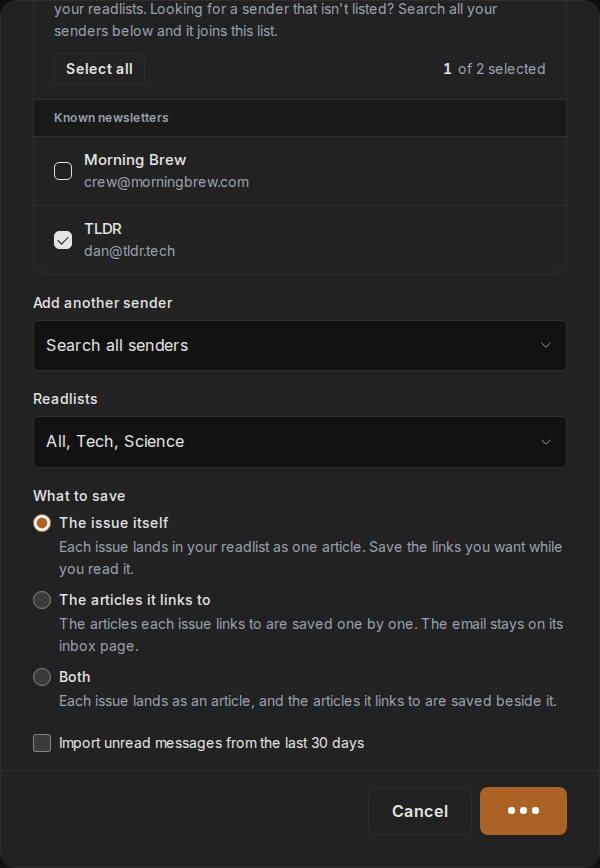 your readlists. Looking for a sender that isn't listed? Search all your
senders below and it joins this list.
Select all
1 of 2 selected
Known newsletters
Morning Brew
crew@morningbrew.com
TLDR
dan@tldr.tech
Add another sender
Search all senders
Readlists
All, Tech, Science
What to save
The issue itself
Each issue lands in your readlist as one article. Save the links you want while
you read it.
The articles it links to
The articles each issue links to are saved one by one. The email stays on its
inbox page.
Both
Each issue lands as an article, and the articles it links to are saved beside it.
Import unread messages from the last 30 days
Cancel